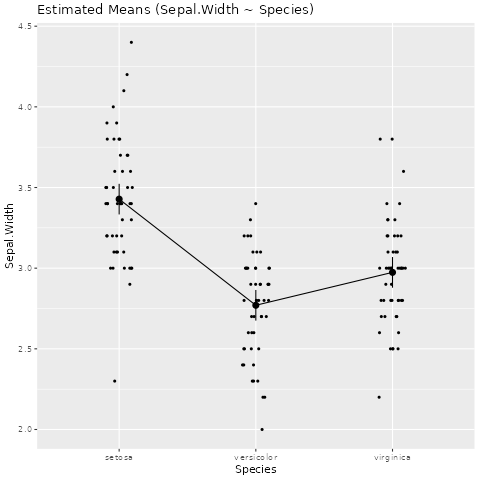 Estimated Means (Sepal.Width ~ Species)
4.5
4.0
3.5
3.0
2.5
2.0
Sepal.Width
setosa versicolor virginica
Species